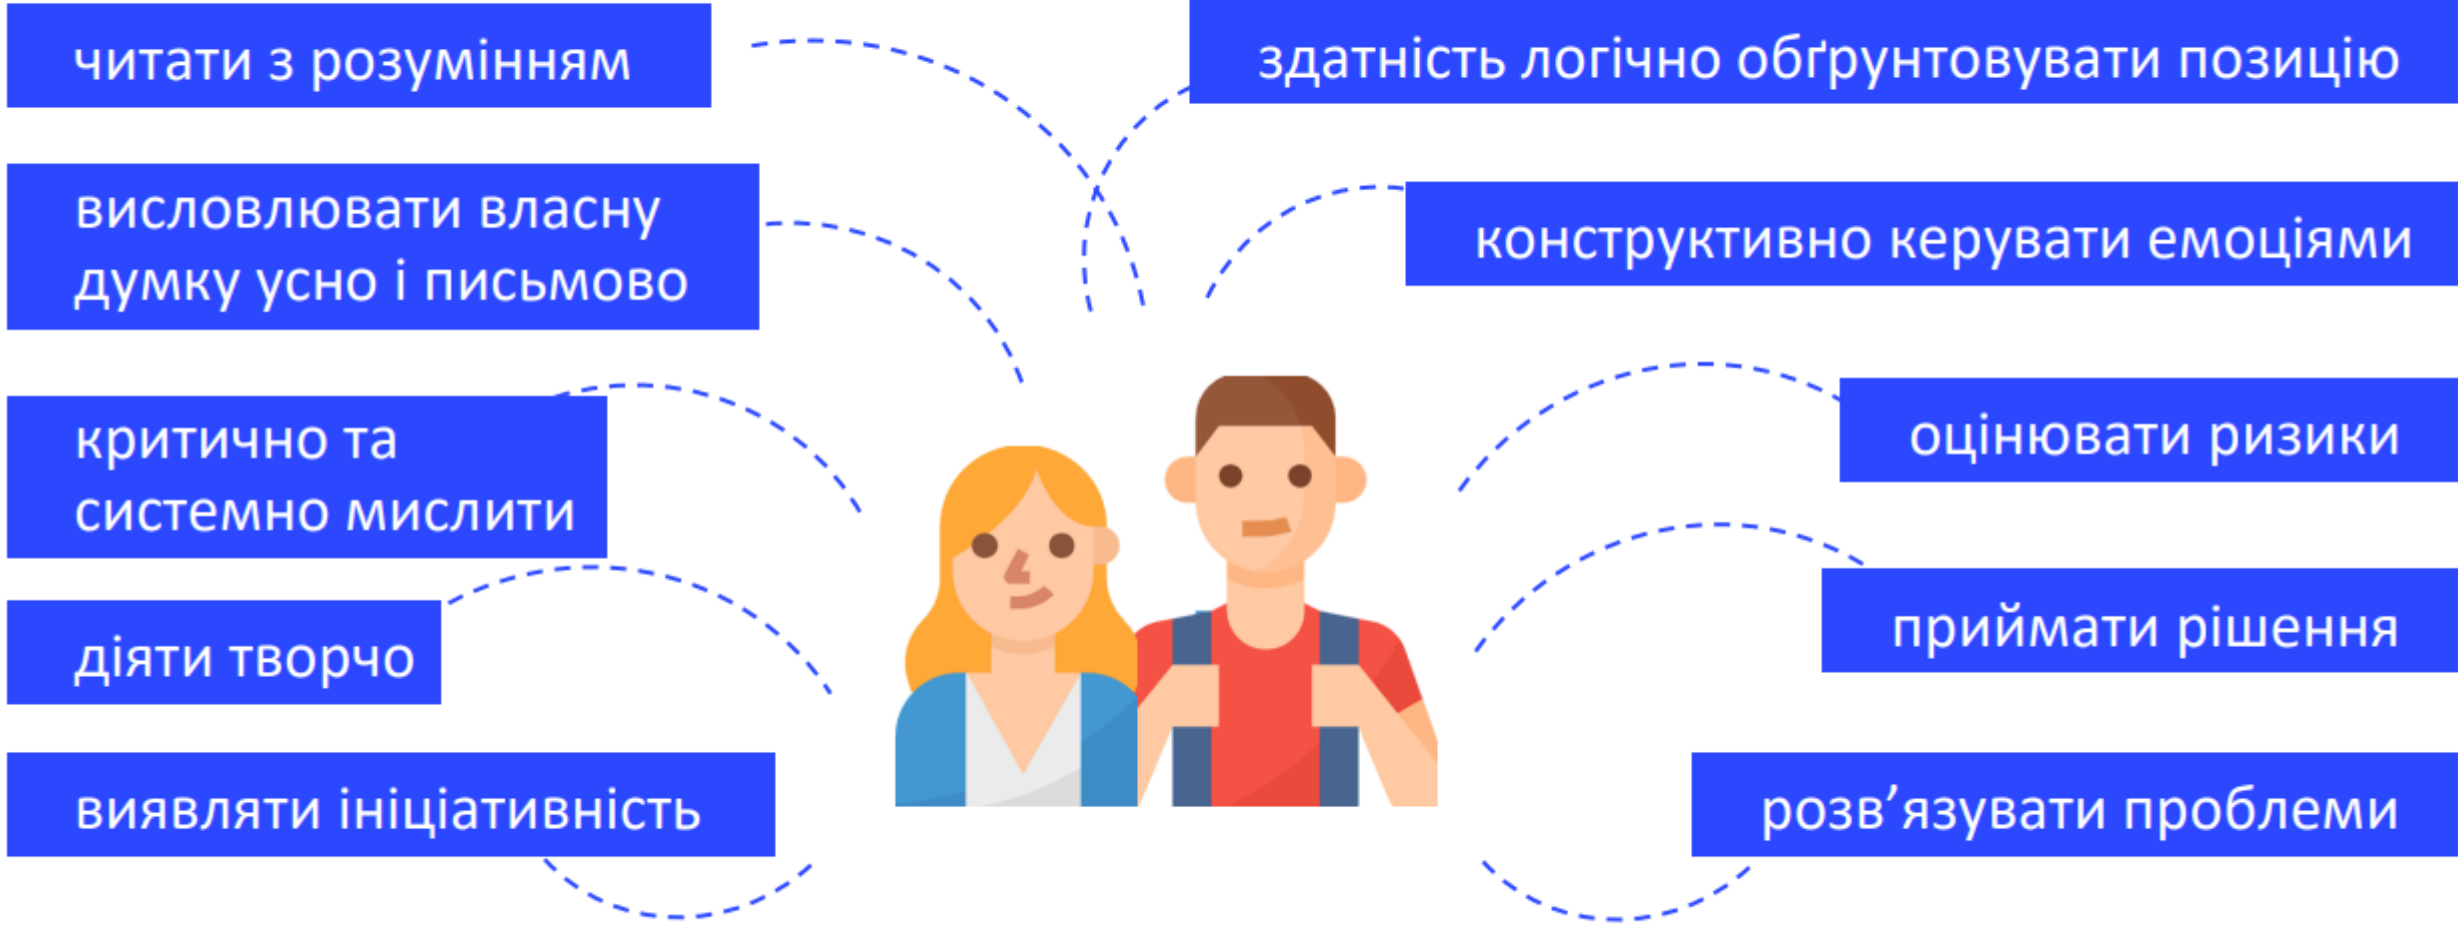 читати з розумінням
висловлювати власну
думку усно і письмово
критично та
системно мислити
діяти творчо
виявляти ініціативність
здатність логічно обґрунтовувати позицію
конструктивно керувати емоціями
оцінювати ризики
приймати рішення
розв’язувати проблеми